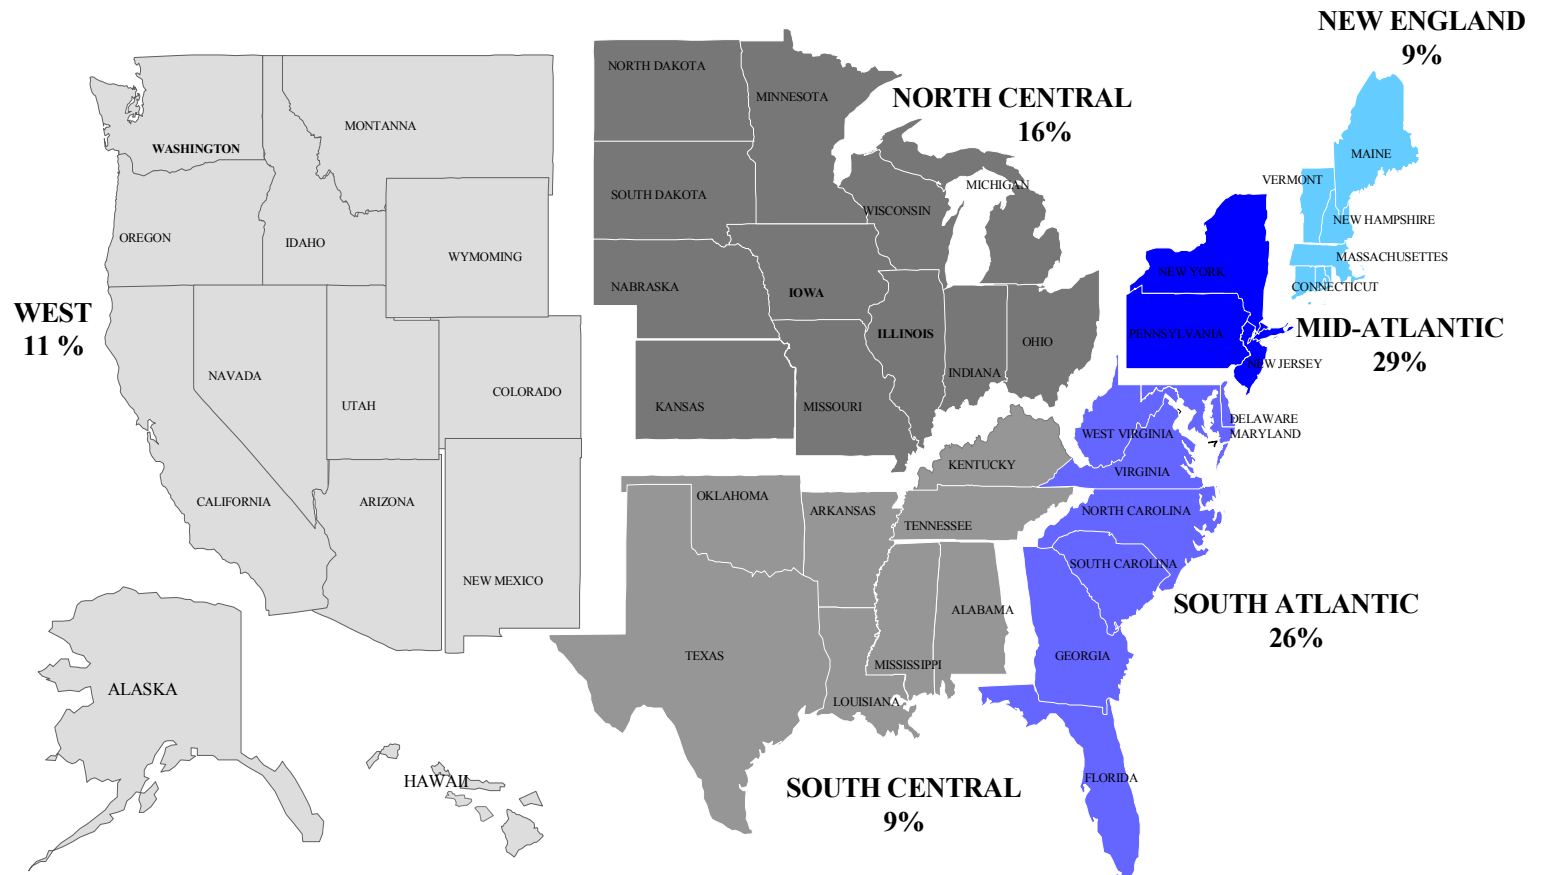 NEW ENGLAND
9%
NORTH DAKOTA
MINNESOTA
NORTH CENTRAL
16%
MONTANNA
WASHINGTON
MAINE
VERMONT
SOUTH DAKOTA
MICHIGAN
WISCONSIN
NEW HAMPSHIRE
OREGON
IDAHO
WYMOMING
MASSACHUSETTES
NEW YORK
NABRASKA
IOWA
CONNECTICUT
WEST
11 %
ILLINOIS
OHIO
PENNSYLVANIA
MID-ATLANTIC
29%
NEW JERSEY
INDIANA
NAVADA
UTAH
COLORADO
KANSAS
MISSOURI
DELAWARE
MARYLAND
WEST VIRGINIA
KENTUCKY
VIRGINIA
CALIFORNIA
ARIZONA
OKLAHOMA
ARKANSAS
TENNESSEE
NORTH CAROLINA
SOUTH CAROLINA
NEW MEXICO
ALABAMA
SOUTH ATLANTIC
26%
TEXAS
MISSISSIPPI
GEORGIA
LOUISIANA
ALASKA
HAWAII
FLORIDA
SOUTH CENTRAL
9%